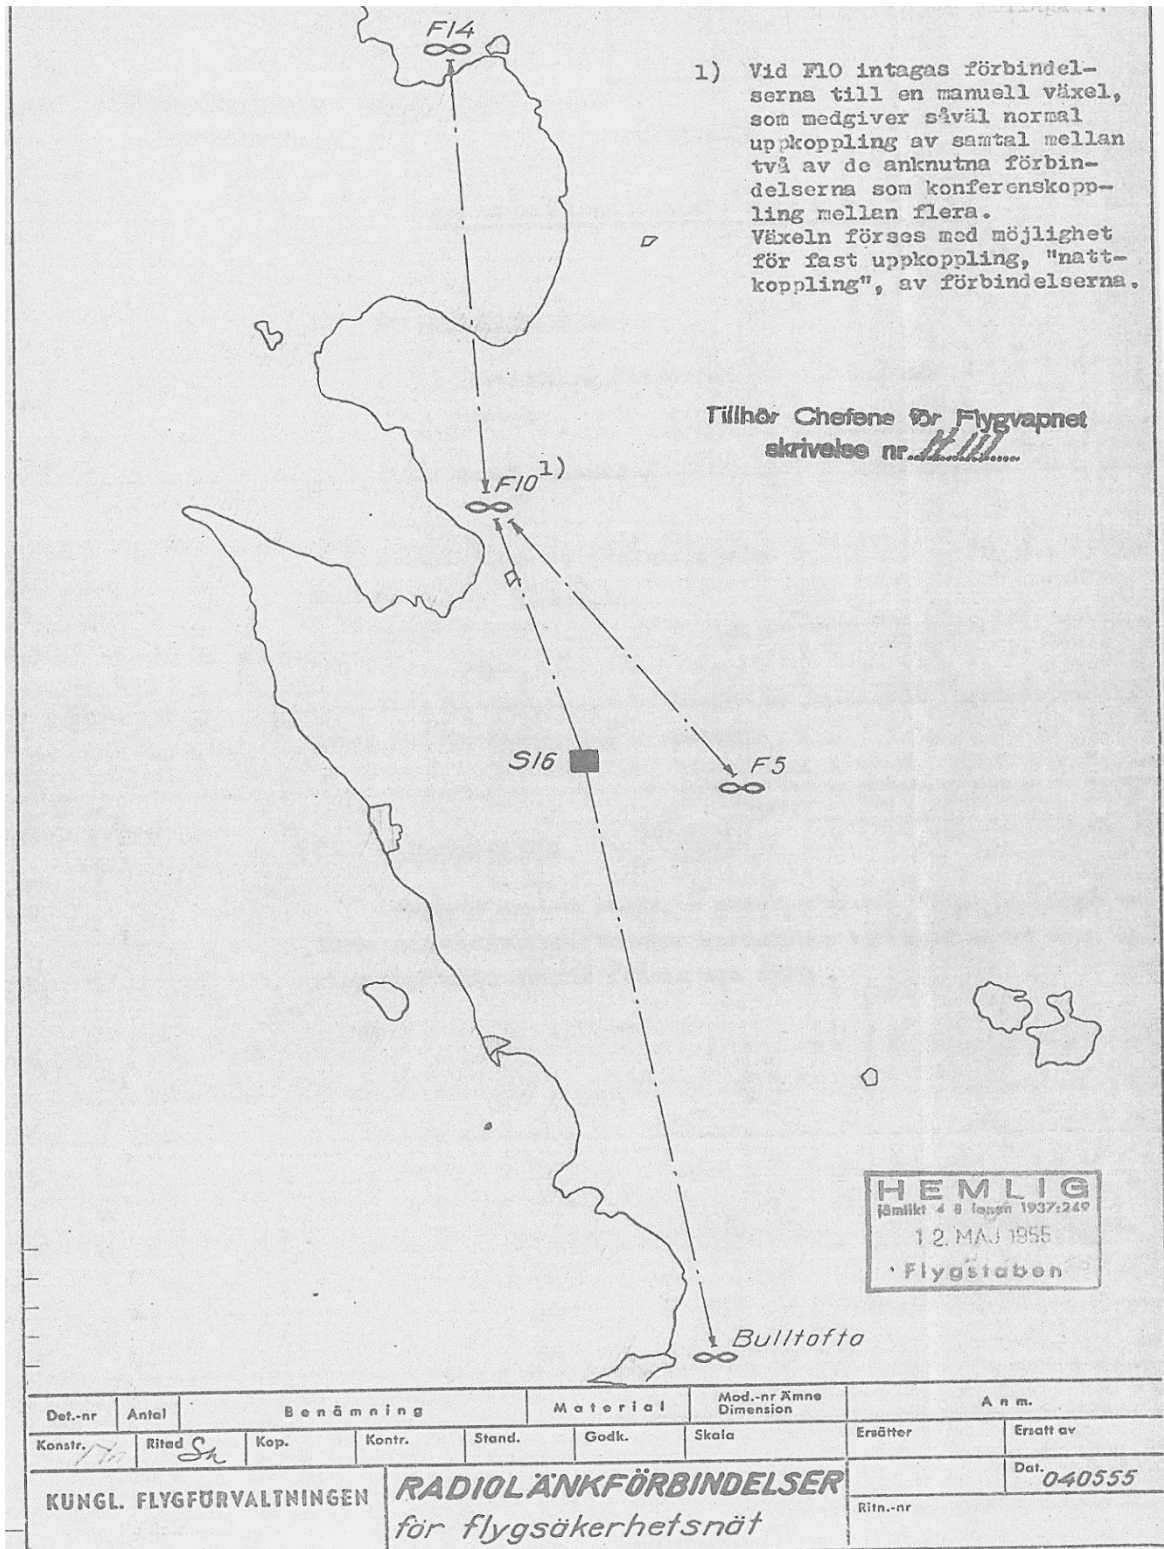 F14
1) Vid F10 intagas förbindel-
serna till en manuell växel,
som medgiver såväl normal
uppkoppling av samtal mellan
två av de anknutna förbin-
delserna som konferenskopp-
ling mellan flera.
Växeln förses med möjlighet
för fast uppkoppling, "natt-
koppling", av förbindelserna.
Tillhör Chefens för Flygvapnet
skrivelse nr
F10 1)
S16
F5
HEMLIG
jämlikt 4 § lagen 1937:249
12. MAJ 1955
Flygstaben
Bulltofta
Det.-nr Antal Benämning Material Mod.-nr Ämne Dimension Anm.
Konstr. Ritad Sn Kop. Kontr. Stand. Godk. Skala Ersätter Ersatt av
KUNGL. FLYGFÖRVALTNINGEN
RADIOLÄNKFÖRBINDELSER
för flygsäkerhetsnät
Dat. 040555
Ritn.-nr